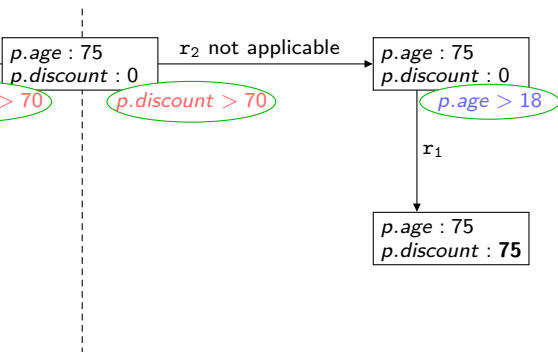 p.age : 75
p.discount : 0
> 70
p.discount > 70
r₂ not applicable
p.age : 75
p.discount : 0
p.age > 18
r₁
p.age : 75
p.discount : 75